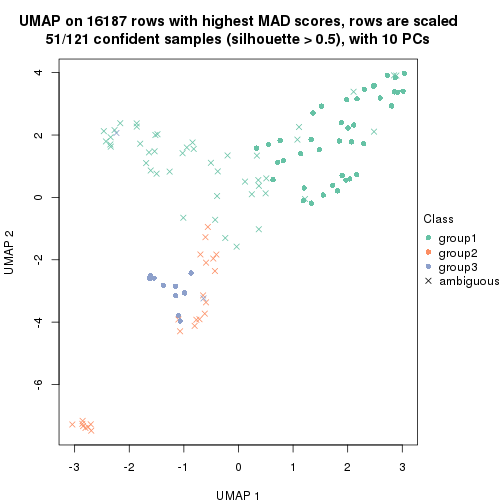 UMAP on 16187 rows with highest MAD scores, rows are scaled
51/121 confident samples (silhouette > 0.5), with 10 PCs
4
2
0
-2
-4
-6
UMAP 2
-3
-2
-1
0
1
2
3
UMAP 1
Class
group1
group2
group3
ambiguous